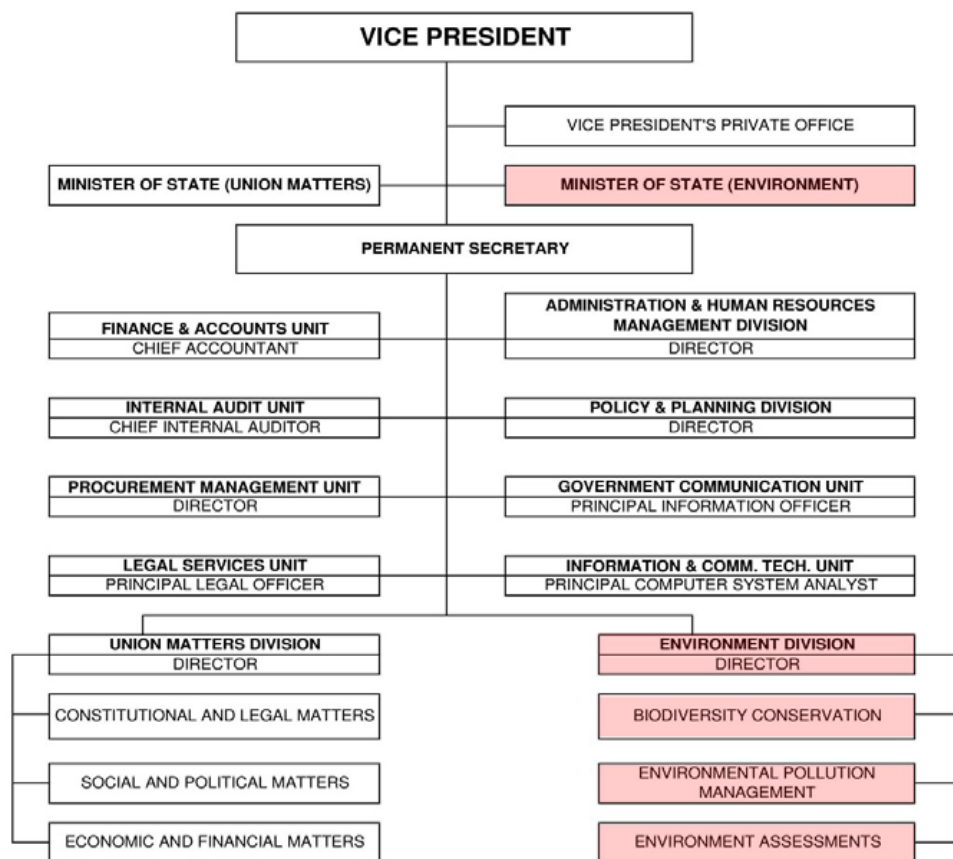 VICE PRESIDENT
VICE PRESIDENT'S PRIVATE OFFICE
MINISTER OF STATE (UNION MATTERS)
MINISTER OF STATE (ENVIRONMENT)
PERMANENT SECRETARY
FINANCE & ACCOUNTS UNIT
CHIEF ACCOUNTANT
ADMINISTRATION & HUMAN RESOURCES
MANAGEMENT DIVISION
DIRECTOR
INTERNAL AUDIT UNIT
CHIEF INTERNAL AUDITOR
POLICY & PLANNING DIVISION
DIRECTOR
PROCUREMENT MANAGEMENT UNIT
DIRECTOR
GOVERNMENT COMMUNICATION UNIT
PRINCIPAL INFORMATION OFFICER
LEGAL SERVICES UNIT
PRINCIPAL LEGAL OFFICER
INFORMATION & COMM. TECH. UNIT
PRINCIPAL COMPUTER SYSTEM ANALYST
UNION MATTERS DIVISION
DIRECTOR
CONSTITUTIONAL AND LEGAL MATTERS
SOCIAL AND POLITICAL MATTERS
ECONOMIC AND FINANCIAL MATTERS
ENVIRONMENT DIVISION
DIRECTOR
BIODIVERSITY CONSERVATION
ENVIRONMENTAL POLLUTION
MANAGEMENT
ENVIRONMENT ASSESSMENTS